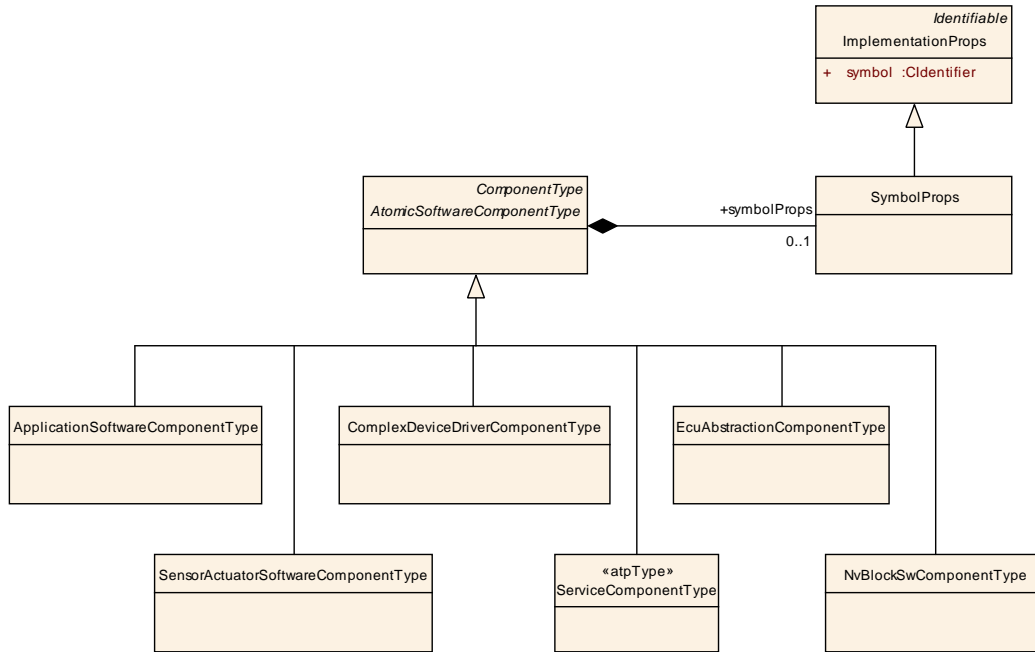 Identifiable
ImplementationProps
+ symbol :CIdentifier
ComponentType
AtomicSoftwareComponentType
+symbolProps
0..1
SymbolProps
ApplicationSoftwareComponentType
ComplexDeviceDriverComponentType
EcuAbstractionComponentType
SensorActuatorSoftwareComponentType
«atpType»
ServiceComponentType
NvBlockSwComponentType